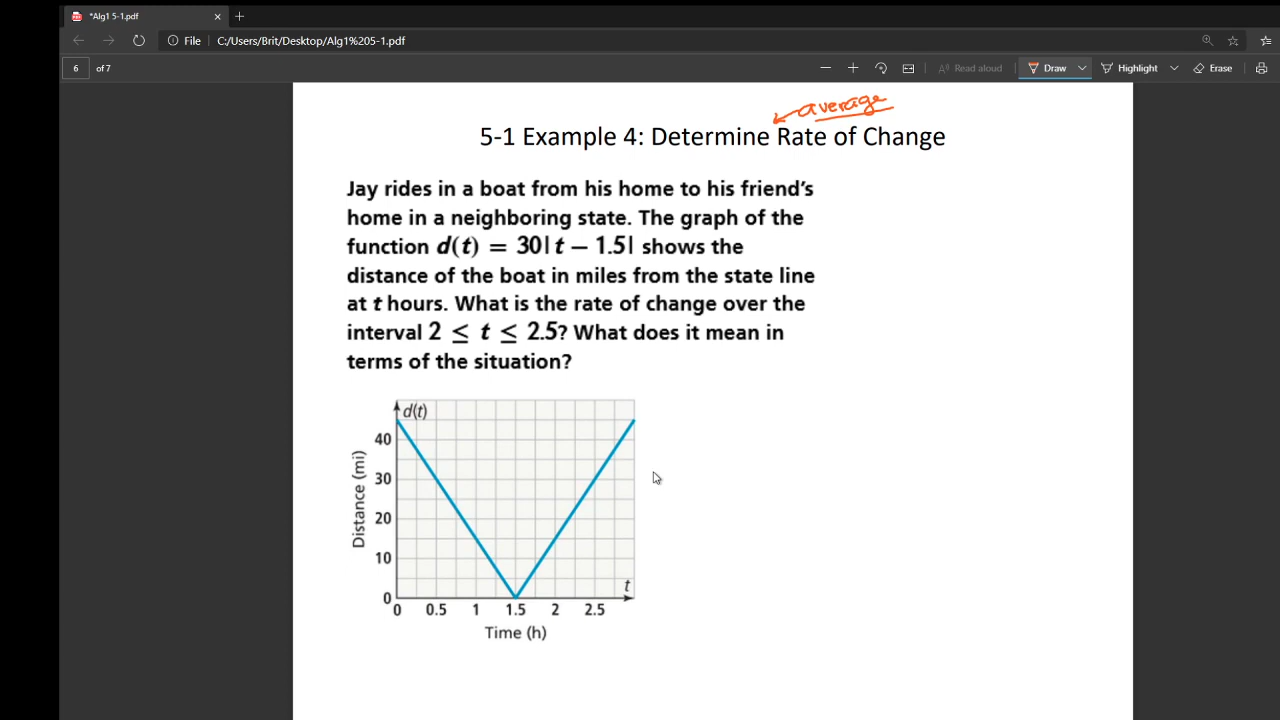 *Alg1 5-1.pdf
File
C:/Users/Brit/Desktop/Alg1%205-1.pdf
6 of 7
Read aloud
Draw
Highlight
Erase
average
5-1 Example 4: Determine Rate of Change
Jay rides in a boat from his home to his friend’s
home in a neighboring state. The graph of the
function d(t) = 30|t − 1.5| shows the
distance of the boat in miles from the state line
at t hours. What is the rate of change over the
interval 2 ≤ t ≤ 2.5? What does it mean in
terms of the situation?
d(t)
40
30
20
10
0
Distance (mi)
t
0 0.5 1 1.5 2 2.5
Time (h)